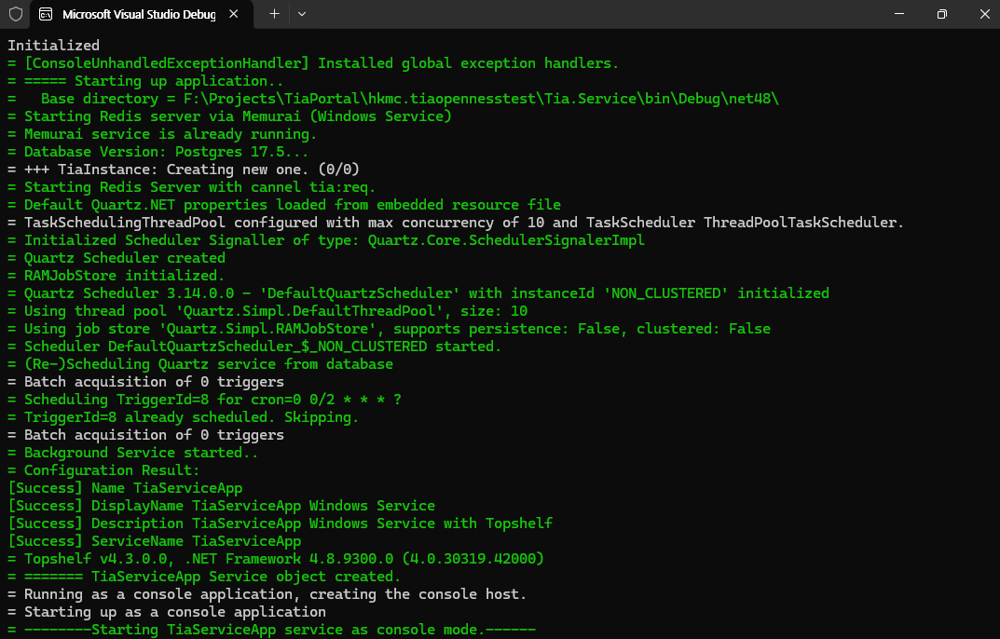 Microsoft Visual Studio Debug
Initialized
= [ConsoleUnhandledExceptionHandler] Installed global exception handlers.
= ===== Starting up application..
=   Base directory = F:\Projects\TiaPortal\hkmc.tiaopennesstest\Tia.Service\bin\Debug\net48\
= Starting Redis server via Memurai (Windows Service)
= Memurai service is already running.
= Database Version: Postgres 17.5...
= +++ TiaInstance: Creating new one. (0/0)
= Starting Redis Server with cannel tia:req.
= Default Quartz.NET properties loaded from embedded resource file
= TaskSchedulingThreadPool configured with max concurrency of 10 and TaskScheduler ThreadPoolTaskScheduler.
= Initialized Scheduler Signaller of type: Quartz.Core.SchedulerSignalerImpl
= Quartz Scheduler created
= RAMJobStore initialized.
= Quartz Scheduler 3.14.0.0 - 'DefaultQuartzScheduler' with instanceId 'NON_CLUSTERED' initialized
= Using thread pool 'Quartz.Simpl.DefaultThreadPool', size: 10
= Using job store 'Quartz.Simpl.RAMJobStore', supports persistence: False, clustered: False
= Scheduler DefaultQuartzScheduler_$_NON_CLUSTERED started.
= (Re-)Scheduling Quartz service from database
= Batch acquisition of 0 triggers
= Scheduling TriggerId=8 for cron=0 0/2 * * * ?
= TriggerId=8 already scheduled. Skipping.
= Batch acquisition of 0 triggers
= Background Service started..
= Configuration Result:
[Success] Name TiaServiceApp
[Success] DisplayName TiaServiceApp Windows Service
[Success] Description TiaServiceApp Windows Service with Topshelf
[Success] ServiceName TiaServiceApp
= Topshelf v4.3.0.0, .NET Framework 4.8.9300.0 (4.0.30319.42000)
= ======= TiaServiceApp Service object created.
= Running as a console application, creating the console host.
= Starting up as a console application
= --------Starting TiaServiceApp service as console mode.------